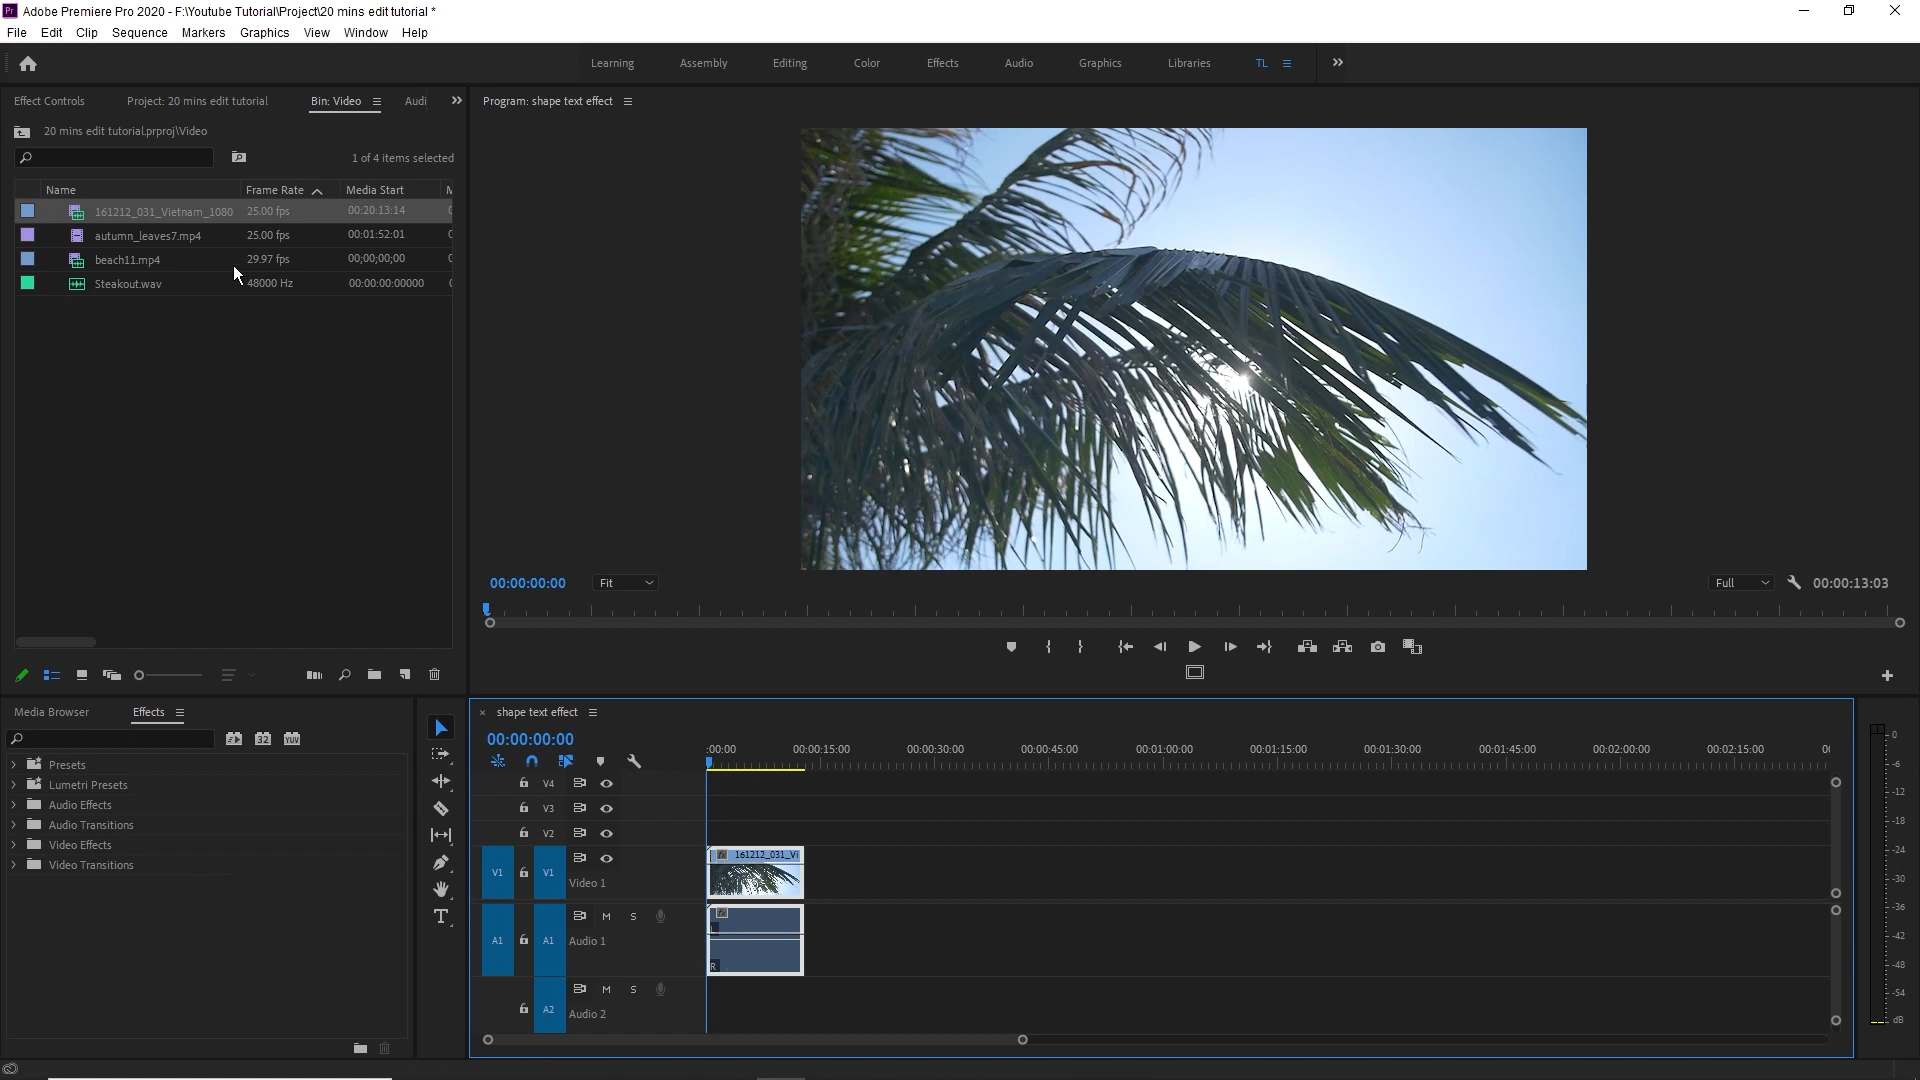 Adobe Premiere Pro 2020 - F:\Youtube Tutorial\Project\20 mins edit tutorial *
File Edit Clip Sequence Markers Graphics View Window Help
Learning Assembly Editing Color Effects Audio Graphics Libraries TL
Effect Controls Project: 20 mins edit tutorial Bin: Video Audi
Program: shape text effect
20 mins edit tutorial.prproj\Video
1 of 4 items selected
Name Frame Rate Media Start
161212_031_Vietnam_1080 25.00 fps 00:20:13:14
autumn_leaves7.mp4 25.00 fps 00:01:52:01
beach11.mp4 29.97 fps 00;00;00;00
Steakout.wav 48000 Hz 00:00:00:00000
00:00:00:00 Fit Full 00:00:13:03
Media Browser Effects
32 YUV
Presets
Lumetri Presets
Audio Effects
Audio Transitions
Video Effects
Video Transitions
shape text effect
00:00:00:00
:00:00 00:00:15:00 00:00:30:00 00:00:45:00 00:01:00:00 00:01:15:00 00:01:30:00 00:01:45:00 00:02:00:00 00:02:15:00
V4
V3
V2
161212_031_Vi
V1 V1 Video 1
M S
A1 A1 Audio 1
L
R
M S
A2 Audio 2
0
-6
-12
-18
-24
-30
-36
-42
-48
-54
dB